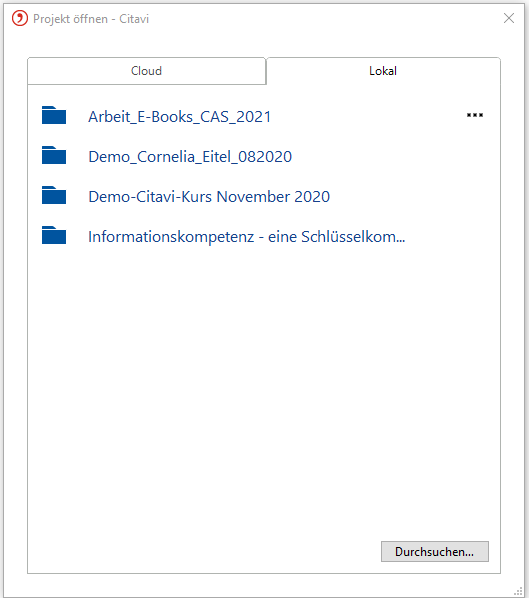 Projekt öffnen - Citavi
Cloud
Lokal
Arbeit_E-Books_CAS_2021
Demo_Cornelia_Eitel_082020
Demo-Citavi-Kurs November 2020
Informationskompetenz - eine Schlüsselkom...
Durchsuchen...